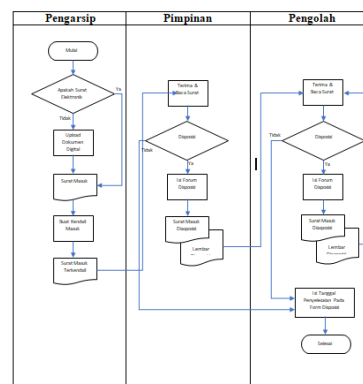 Pengarsip
Pimpinan
Pengolah
Mulai
Apakah Surat
Elektronik
Ya
Tidak
Upload
Dokumen
Digital
Surat Masuk
Buat Kendali
Masuk
Surat Masuk
Terkendali
Terima &
Baca Surat
Disposisi
Tidak
Ya
Isi Forum
Disposisi
Surat Masuk
Disposisi
Lembar
Terima &
Baca Surat
Disposisi
Tidak
Ya
Isi Forum
Disposisi
Surat Masuk
Disposisi
Lembar
Isi Tanggal
Penyelesaian Pada
Form Disposisi
Selesai